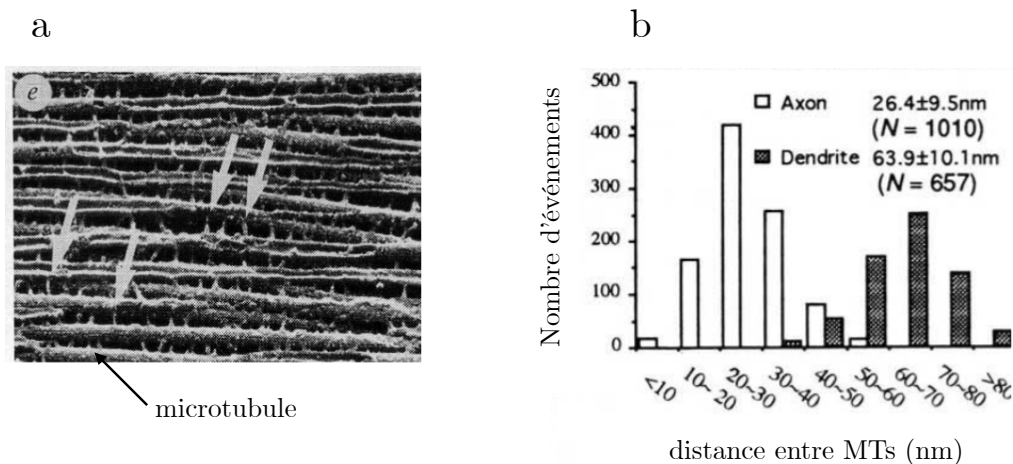 a
e
microtubule
b
Nombre d'événements
500
400
300
200
100
0
Axon 26.4±9.5nm
(N = 1010)
Dendrite 63.9±10.1nm
(N = 657)
<10
10~ 20
20~30
30~40
40~50
50~60
60~70
70~80
>80
distance entre MTs (nm)